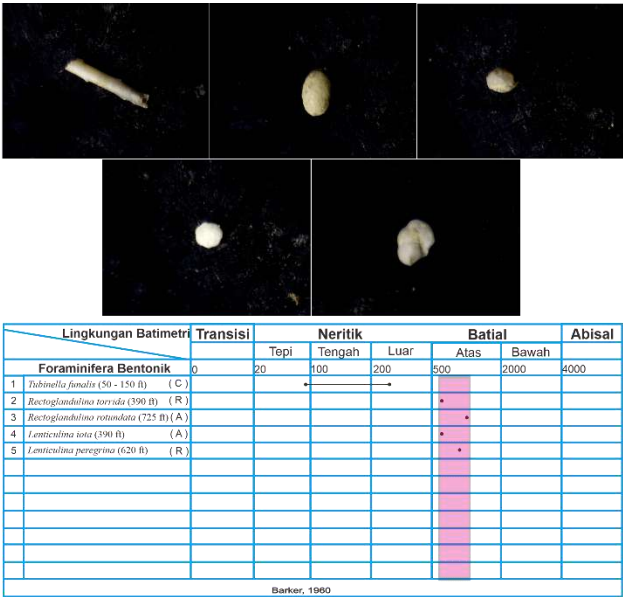 Lingkungan Batimetri Transisi Neritik Batial Abisal
Tepi Tengah Luar Atas Bawah
Foraminifera Bentonik 0 20 100 200 500 2000 4000
1 Tubinella funalis (50 - 150 ft) ( C )
2 Rectoglandulina torrida (390 ft) ( R )
3 Rectoglandulina rotundata (725 ft) ( A )
4 Lenticulina iota (390 ft) ( A )
5 Lenticulina peregrina (620 ft) ( R )
Barker, 1960